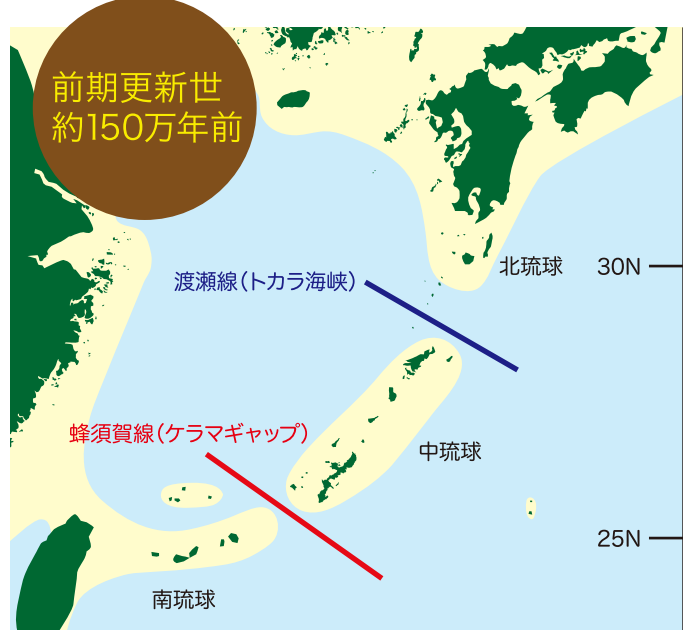 前期更新世
約150万年前
北琉球
30N
渡瀬線(トカラ海峡)
蜂須賀線(ケラマギャップ)
中琉球
25N
南琉球